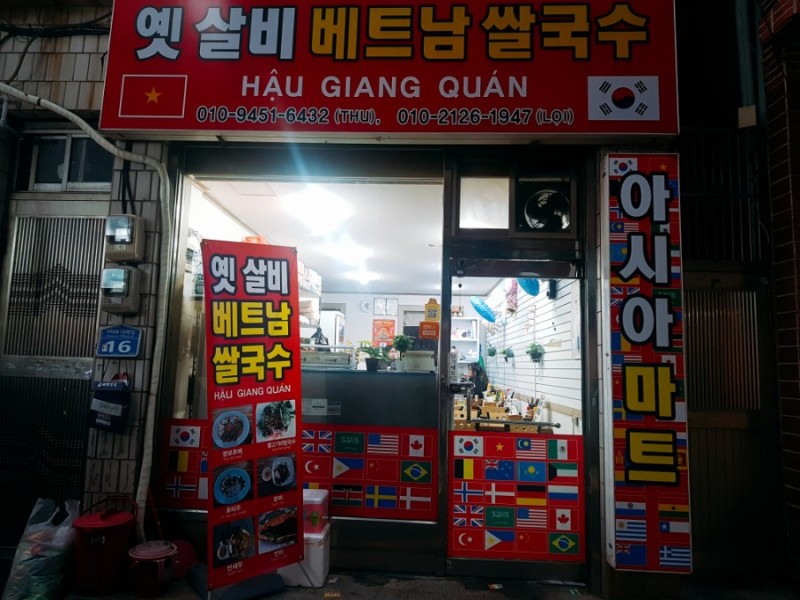 옛 살비 베트남 쌀국수
HẬU GIANG QUÁN
010-9451-6432 (THU), 010-2126-1947 (LỢI)
옛 살비
베트남
쌀국수
HẬU GIANG QUÁN
아시아마트
16